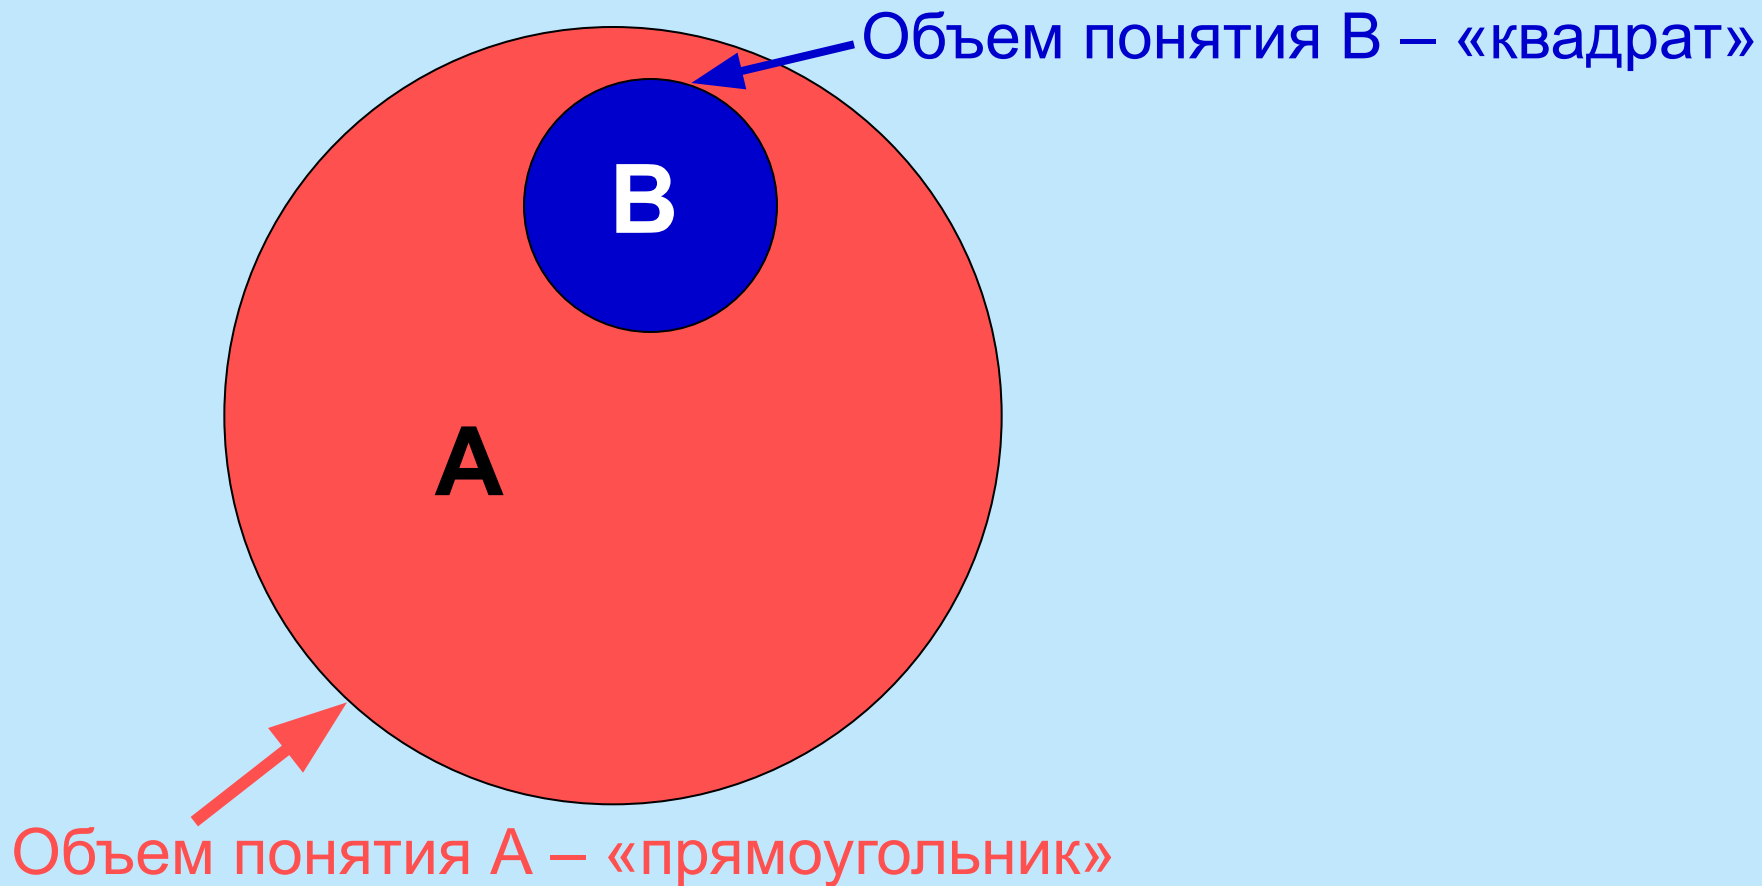 Объем понятия В – «квадрат»
В
А
Объем понятия А – «прямоугольник»